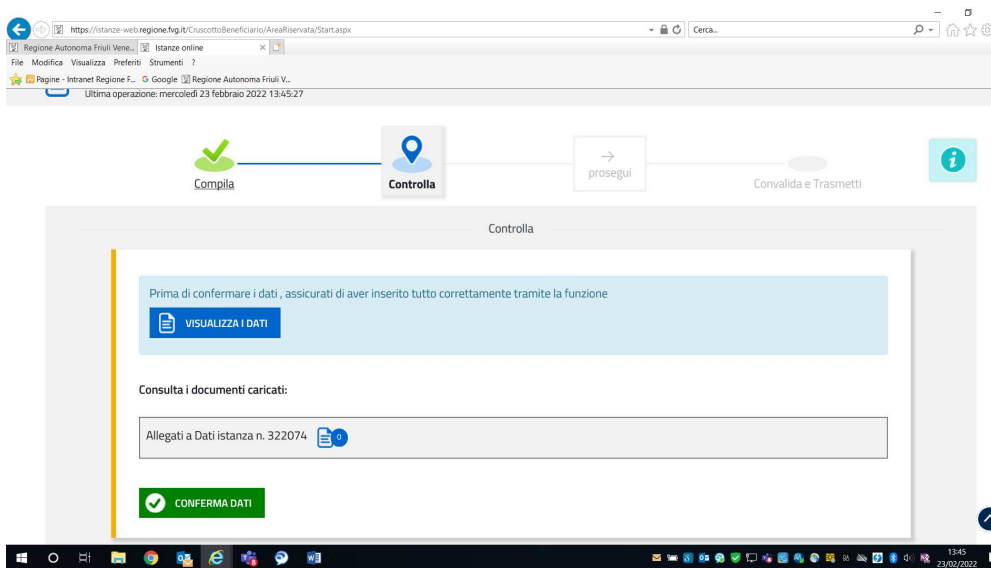 https://istanze-web.regione.fvg.it/CruscottoBeneficiario/AreaRiservata/Start.aspx
Cerca...
Regione Autonoma Friuli Vene...
Istanze online
File Modifica Visualizza Preferiti Strumenti ?
Pagine - Intranet Regione F... Google Regione Autonoma Friuli V...
Ultima operazione: mercoledì 23 febbraio 2022 13:45:27
Compila
Controlla
prosegui
Convalida e Trasmetti
Controlla
Prima di confermare i dati , assicurati di aver inserito tutto correttamente tramite la funzione
VISUALIZZA I DATI
Consulta i documenti caricati:
Allegati a Dati istanza n. 322074 0
CONFERMA DATI
13:45
23/02/2022